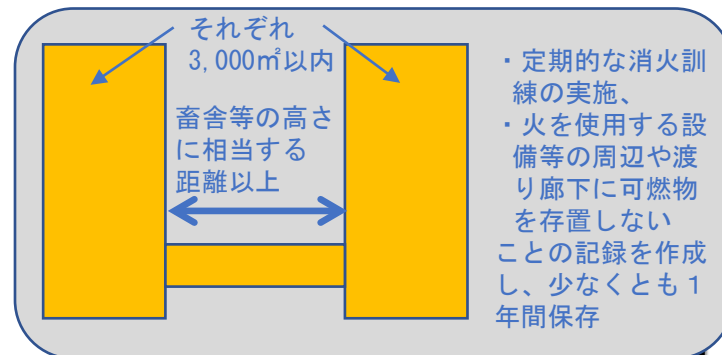 それぞれ
3,000㎡以内
畜舎等の高さ
に相当する
距離以上
・定期的な消火訓
練の実施、
・火を使用する設
備等の周辺や渡
り廊下に可燃物
を存置しない
ことの記録を作成
し、少なくとも１
年間保存